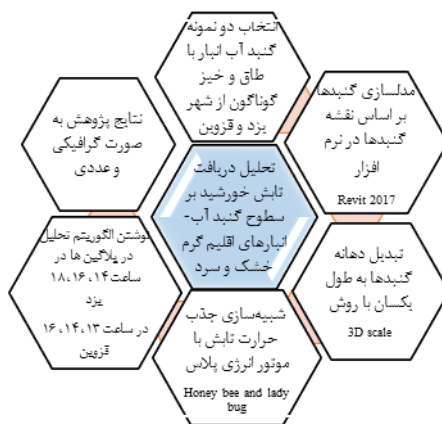 انتخاب دو نمونه
گنبد آب انبار با
طاق و خیز
گوناگون از شهر
یزد و قزوین
مدلسازی گنبدها
بر اساس نقشه
گنبدها در نرم
افزار
Revit 2017
تبدیل دهانه
گنبدها به طول
یکسان با روش
3D scale
شبیه‌سازی جذب
حرارت تابش با
موتور انرژی پلاس
Honey bee and lady
bug
نوشتن الگوریتم تحلیل
در پلاگین ها در
ساعت ۱۴، ۱۶، ۱۸
یزد
در ساعت ۱۳، ۱۴، ۱۶
قزوین
نتایج پژوهش به
صورت گرافیکی
و عددی
تحلیل دریافت
تابش خورشید بر
سطوح گنبد آب-
انبارهای اقلیم گرم
خشک و سرد